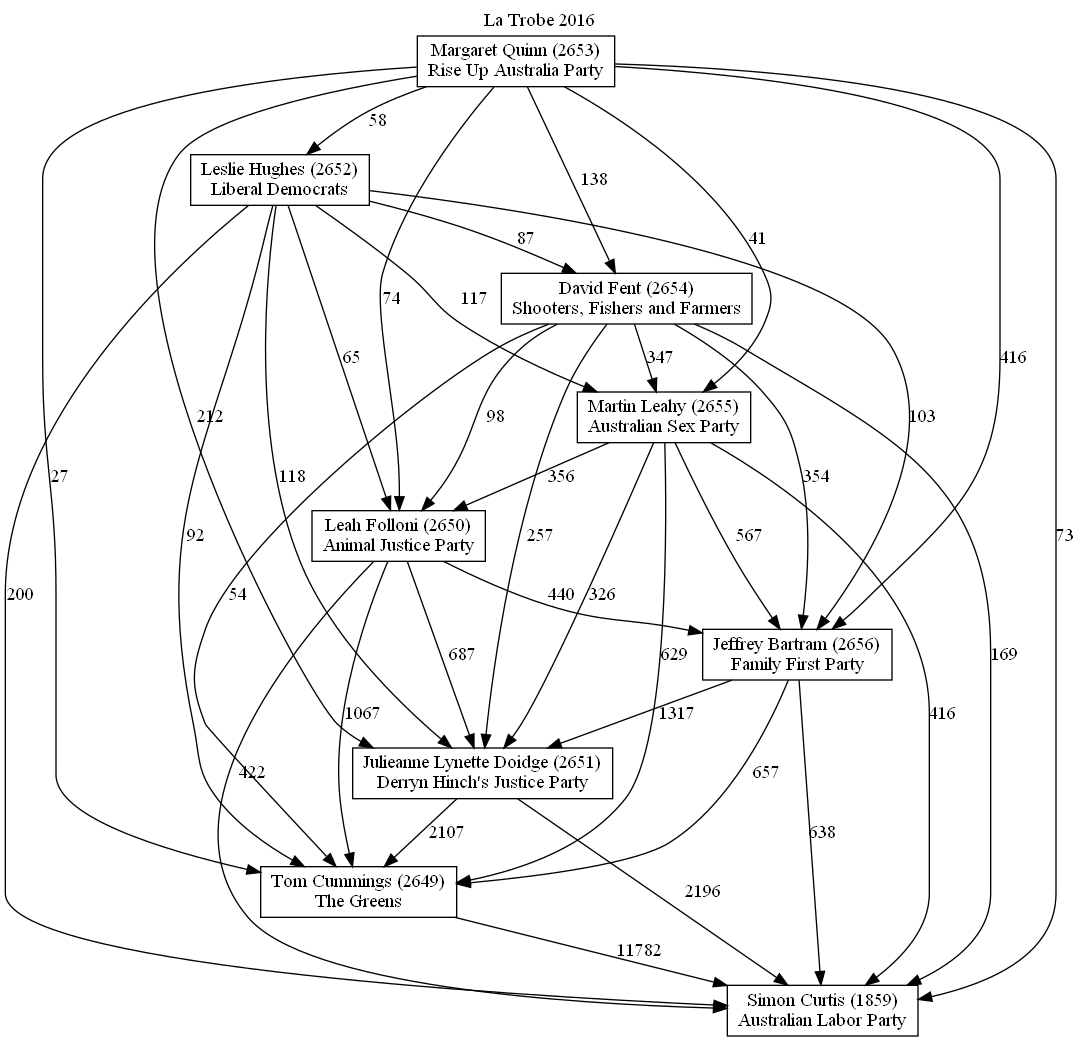 La Trobe 2016
Margaret Quinn (2653)
Rise Up Australia Party
58
Leslie Hughes (2652)
Liberal Democrats
138
87
41
David Fent (2654)
Shooters, Fishers and Farmers
74
117
65
347
416
Martin Leahy (2655)
Australian Sex Party
212
98
103
27
118
356
354
Leah Folloni (2650)
Animal Justice Party
92
257
567
73
200
54
440
326
Jeffrey Bartram (2656)
Family First Party
687
629
169
1067
1317
416
Julieanne Lynette Doidge (2651)
Derryn Hinch's Justice Party
422
657
2107
638
Tom Cummings (2649)
The Greens
2196
11782
Simon Curtis (1859)
Australian Labor Party